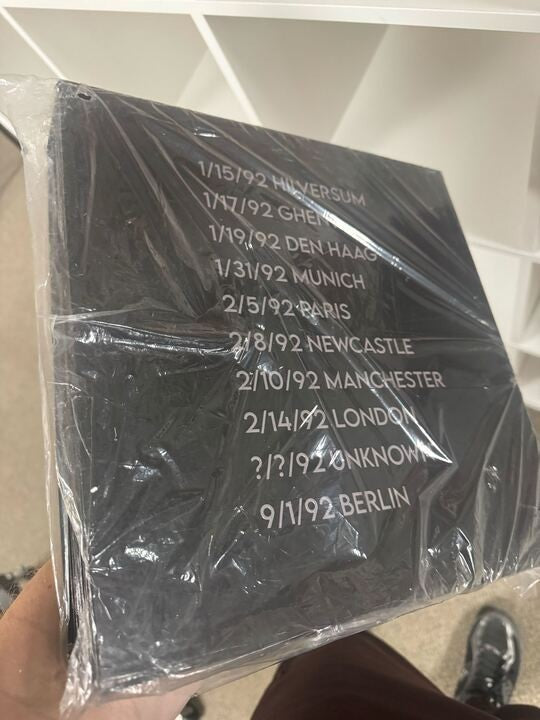 1/15/92 HILVERSUM
1/17/92 GHENT
1/19/92 DEN HAAG
1/31/92 MUNICH
2/5/92 PARIS
2/8/92 NEWCASTLE
2/10/92 MANCHESTER
2/14/92 LONDON
?/?/92 UNKNOWN
9/1/92 BERLIN